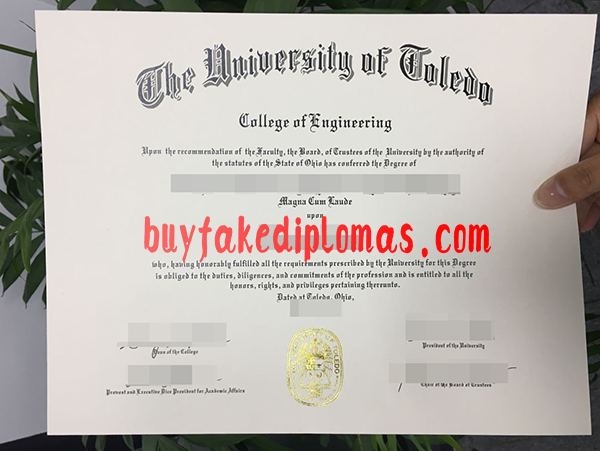 The University of Toledo
College of Engineering
Upon the recommendation of the Faculty, the Board, of Trustees of the University by the authority of
the statutes of the State of Ohio has conferred the Degree of
Magna Cum Laude
upon
buyfakediplomas.com
who, having honorably fulfilled all the requirements prescribed by the University for this Degree
is obliged to the duties, diligences, and commitments of the profession and is entitled to all the
honors, rights, and privileges pertaining thereunto.
Dated at Toledo, Ohio,
Dean of the College
President of the University
Provost and Executive Vice President for Academic Affairs
Chair of the Board of Trustees